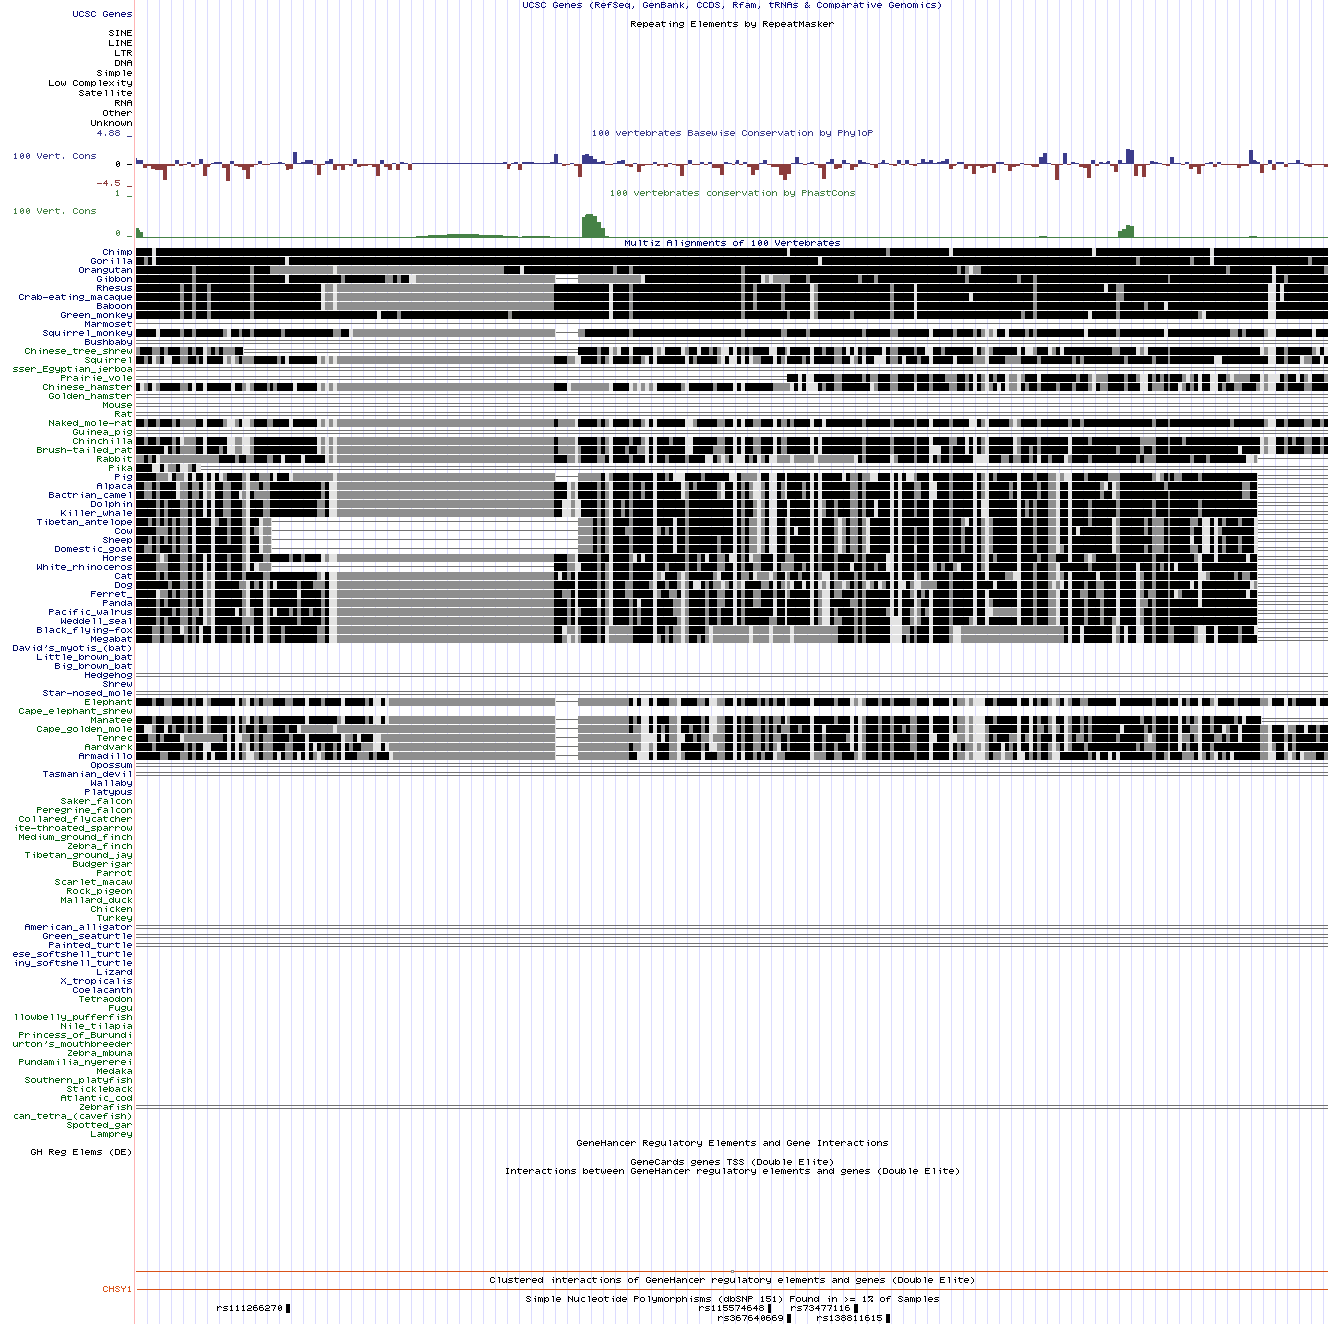 UCSC Genes (RefSeq, GenBank, CCDS, Rfam, tRNAs & Comparative Genomics)
UCSC Genes
Repeating Elements by RepeatMasker
SINE
LINE
LTR
DNA
Simple
Low Complexity
Satellite
RNA
Other
Unknown
4.88 _
100 vertebrates Basewise Conservation by PhyloP
100 Vert. Cons
0 -
-4.5 _
1 _
100 vertebrates conservation by PhastCons
100 Vert. Cons
0 _
Multiz Alignments of 100 Vertebrates
Chimp
Gorilla
Orangutan
Gibbon
Rhesus
Crab-eating_macaque
Baboon
Green_monkey
Marmoset
Squirrel_monkey
Bushbaby
Chinese_tree_shrew
Squirrel
sser_Egyptian_jerboa
Prairie_vole
Chinese_hamster
Golden_hamster
Mouse
Rat
Naked_mole-rat
Guinea_pig
Chinchilla
Brush-tailed_rat
Rabbit
Pika
Pig
Alpaca
Bactrian_camel
Dolphin
Killer_whale
Tibetan_antelope
Cow
Sheep
Domestic_goat
Horse
White_rhinoceros
Cat
Dog
Ferret_
Panda
Pacific_walrus
Weddell_seal
Black_flying-fox
Megabat
David's_myotis_(bat)
Little_brown_bat
Big_brown_bat
Hedgehog
Shrew
Star-nosed_mole
Elephant
Cape_elephant_shrew
Manatee
Cape_golden_mole
Tenrec
Aardvark
Armadillo
Opossum
Tasmanian_devil
Wallaby
Platypus
Saker_falcon
Peregrine_falcon
Collared_flycatcher
ite-throated_sparrow
Medium_ground_finch
Zebra_finch
Tibetan_ground_jay
Budgerigar
Parrot
Scarlet_macaw
Rock_pigeon
Mallard_duck
Chicken
Turkey
American_alligator
Green_seaturtle
Painted_turtle
ese_softshell_turtle
iny_softshell_turtle
Lizard
X_tropicalis
Coelacanth
Tetraodon
Fugu
llowbelly_pufferfish
Nile_tilapia
Princess_of_Burundi
urton's_mouthbreeder
Zebra_mbuna
Pundamilia_nyererei
Medaka
Southern_platyfish
Stickleback
Atlantic_cod
Zebrafish
can_tetra_(cavefish)
Spotted_gar
Lamprey
GeneHancer Regulatory Elements and Gene Interactions
GH Reg Elems (DE)
GeneCards genes TSS (Double Elite)
Interactions between GeneHancer regulatory elements and genes (Double Elite)
Clustered interactions of GeneHancer regulatory elements and genes (Double Elite)
CHSY1
Simple Nucleotide Polymorphisms (dbSNP 151) Found in >= 1% of Samples
rs111266270 rs115574648 rs73477116
rs367640669 rs138811615